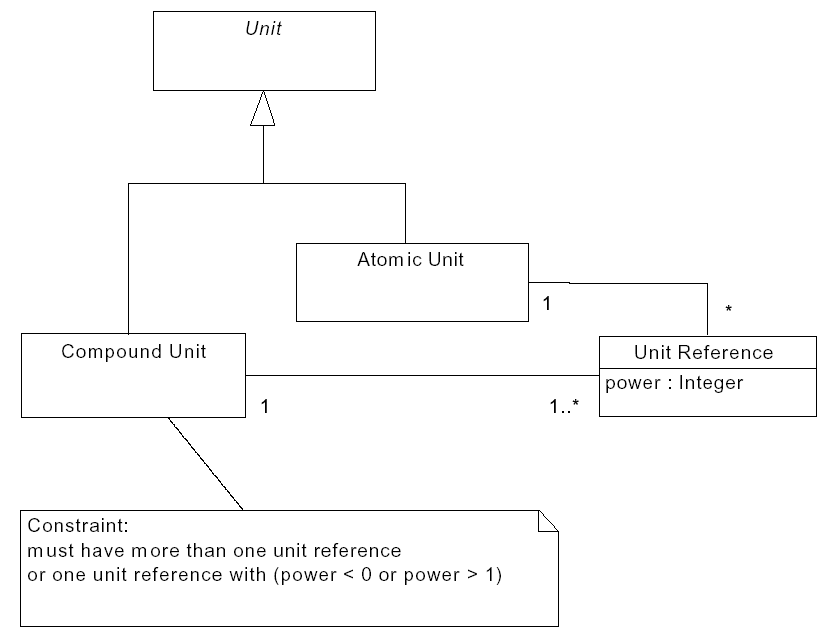 Unit
Atomic Unit
1
*
Compound Unit
Unit Reference
power : Integer
1
1..*
Constraint:
must have more than one unit reference
or one unit reference with (power < 0 or power > 1)